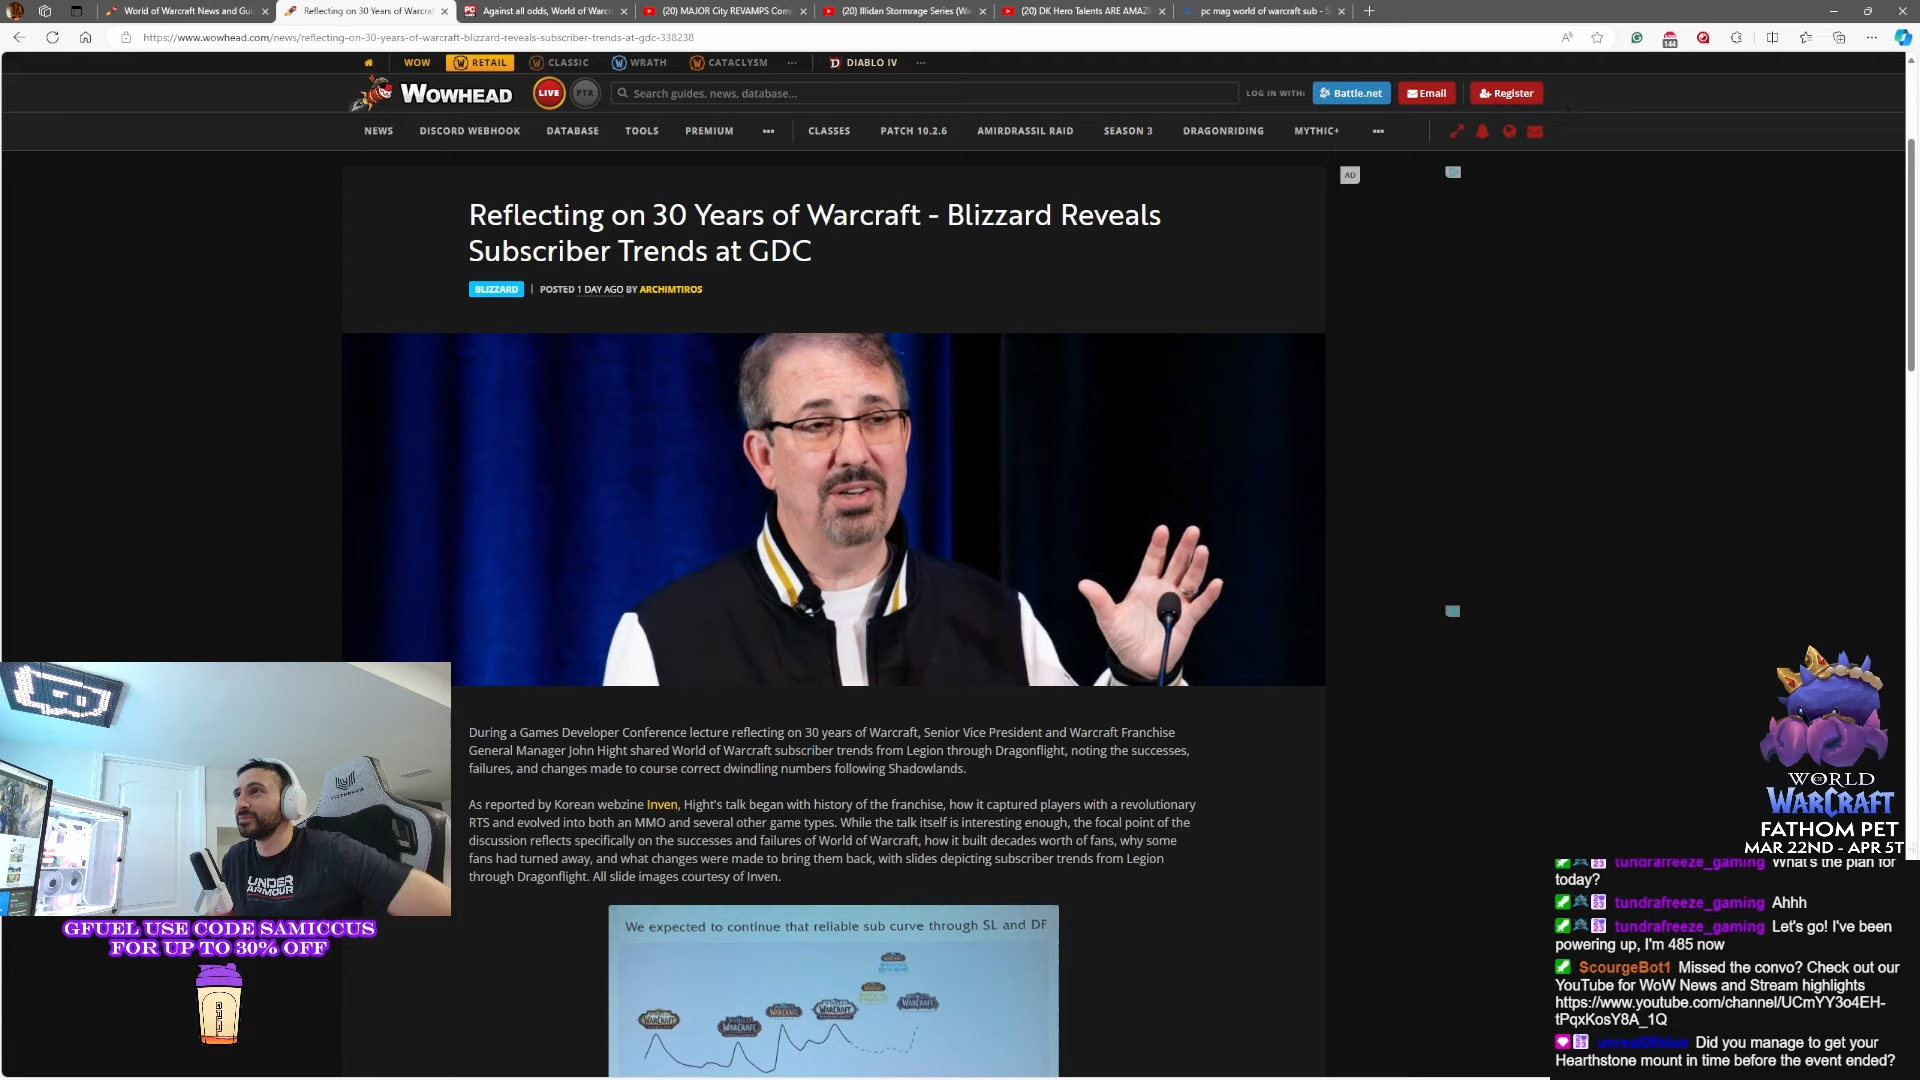 World of Warcraft News and Gu
Reflecting on 30 Years of Warcraf
Against all odds, World of Warcr
(20) MAJOR City REVAMPS Com
(20) Illidan Stormrage Series (Wa
(20) DK Hero Talents ARE AMAZ
pc mag world of warcraft sub - S
https://www.wowhead.com/news/reflecting-on-30-years-of-warcraft-blizzard-reveals-subscriber-trends-at-gdc-338238
144
WOW
RETAIL
CLASSIC
WRATH
CATACLYSM
DIABLO IV
WOWHEAD
LIVE
PTR
Search guides, news, database...
LOG IN WITH:
Battle.net
Email
Register
NEWS
DISCORD WEBHOOK
DATABASE
TOOLS
PREMIUM
CLASSES
PATCH 10.2.6
AMIRDRASSIL RAID
SEASON 3
DRAGONRIDING
MYTHIC+
AD
Reflecting on 30 Years of Warcraft - Blizzard Reveals
Subscriber Trends at GDC
BLIZZARD | POSTED 1 DAY AGO BY ARCHIMTIROS
During a Games Developer Conference lecture reflecting on 30 years of Warcraft, Senior Vice President and Warcraft Franchise
General Manager John Hight shared World of Warcraft subscriber trends from Legion through Dragonflight, noting the successes,
failures, and changes made to course correct dwindling numbers following Shadowlands.
As reported by Korean webzine Inven, Hight's talk began with history of the franchise, how it captured players with a revolutionary
RTS and evolved into both an MMO and several other game types. While the talk itself is interesting enough, the focal point of the
discussion reflects specifically on the successes and failures of World of Warcraft, how it built decades worth of fans, why some
fans had turned away, and what changes were made to bring them back, with slides depicting subscriber trends from Legion
through Dragonflight. All slide images courtesy of Inven.
We expected to continue that reliable sub curve through SL and DF
WARCRAFT
WARCRAFT
WARCRAFT
WARCRAFT
WARCRAFT
UNDER
ARMOUR
GFUEL USE CODE SAMICCUS
FOR UP TO 30% OFF
WORLD
OF
WARCRAFT
FATHOM PET
MAR 22ND - APR 5T
tundrafreeze_gaming What's the plan for
today?
tundrafreeze_gaming Ahhh
tundrafreeze_gaming Let's go! I've been
powering up, I'm 485 now
ScourgeBot1 Missed the convo? Check out our
YouTube for WoW News and Stream highlights
https://www.youtube.com/channel/UCmYY3o4EH-
tPqxKosY8A_1Q
Did you manage to get your
Hearthstone mount in time before the event ended?